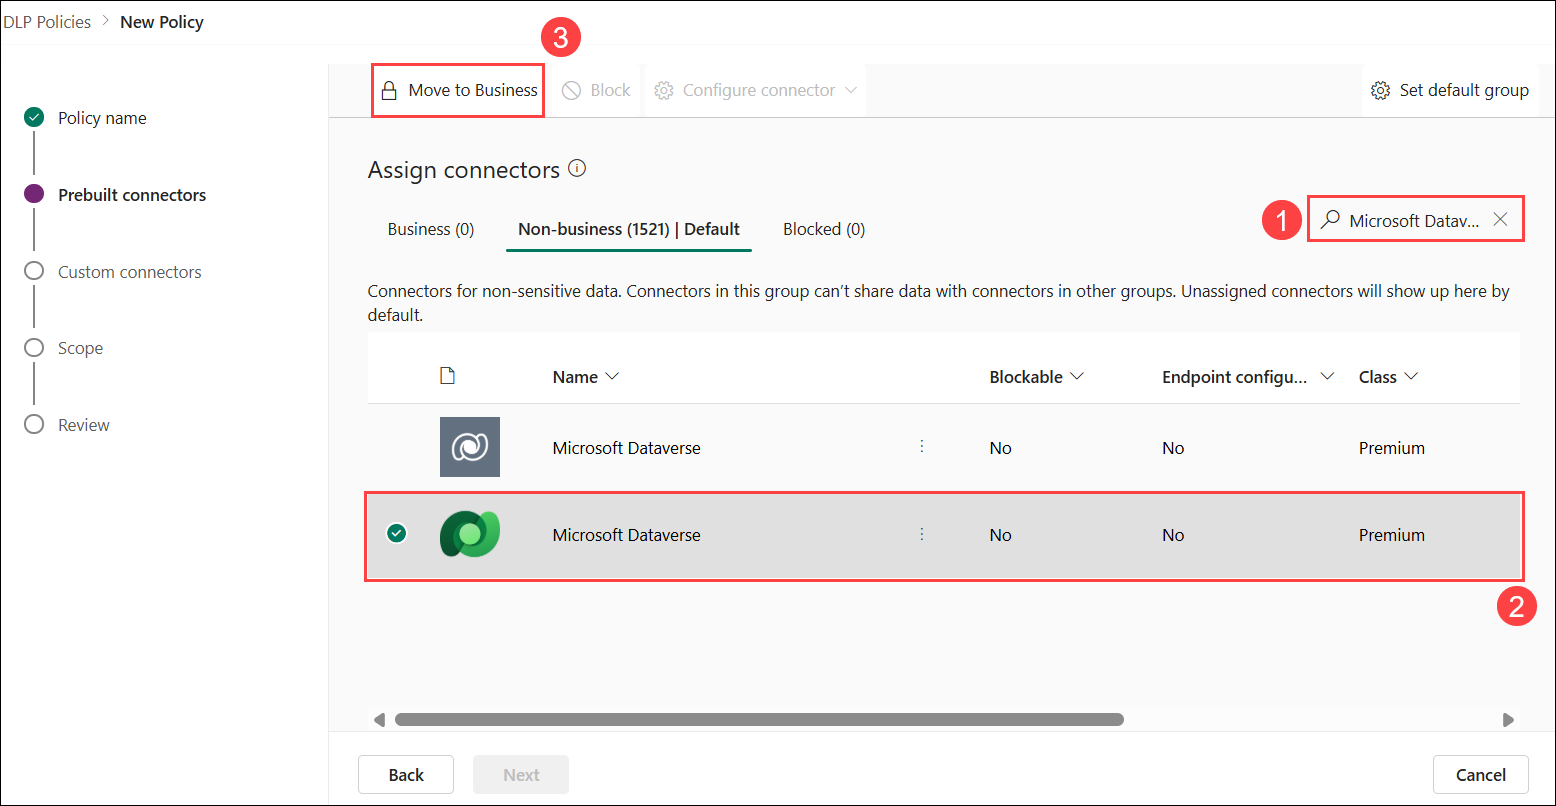 DLP Policies > New Policy
3
Move to Business
Block
Configure connector
Set default group
Policy name
Prebuilt connectors
Custom connectors
Scope
Review
Assign connectors
Business (0)
Non-business (1521) | Default
Blocked (0)
1
Microsoft Datav...
Connectors for non-sensitive data. Connectors in this group can't share data with connectors in other groups. Unassigned connectors will show up here by
default.
Name
Blockable
Endpoint configu...
Class
Microsoft Dataverse
No
No
Premium
Microsoft Dataverse
No
No
Premium
2
Back
Next
Cancel